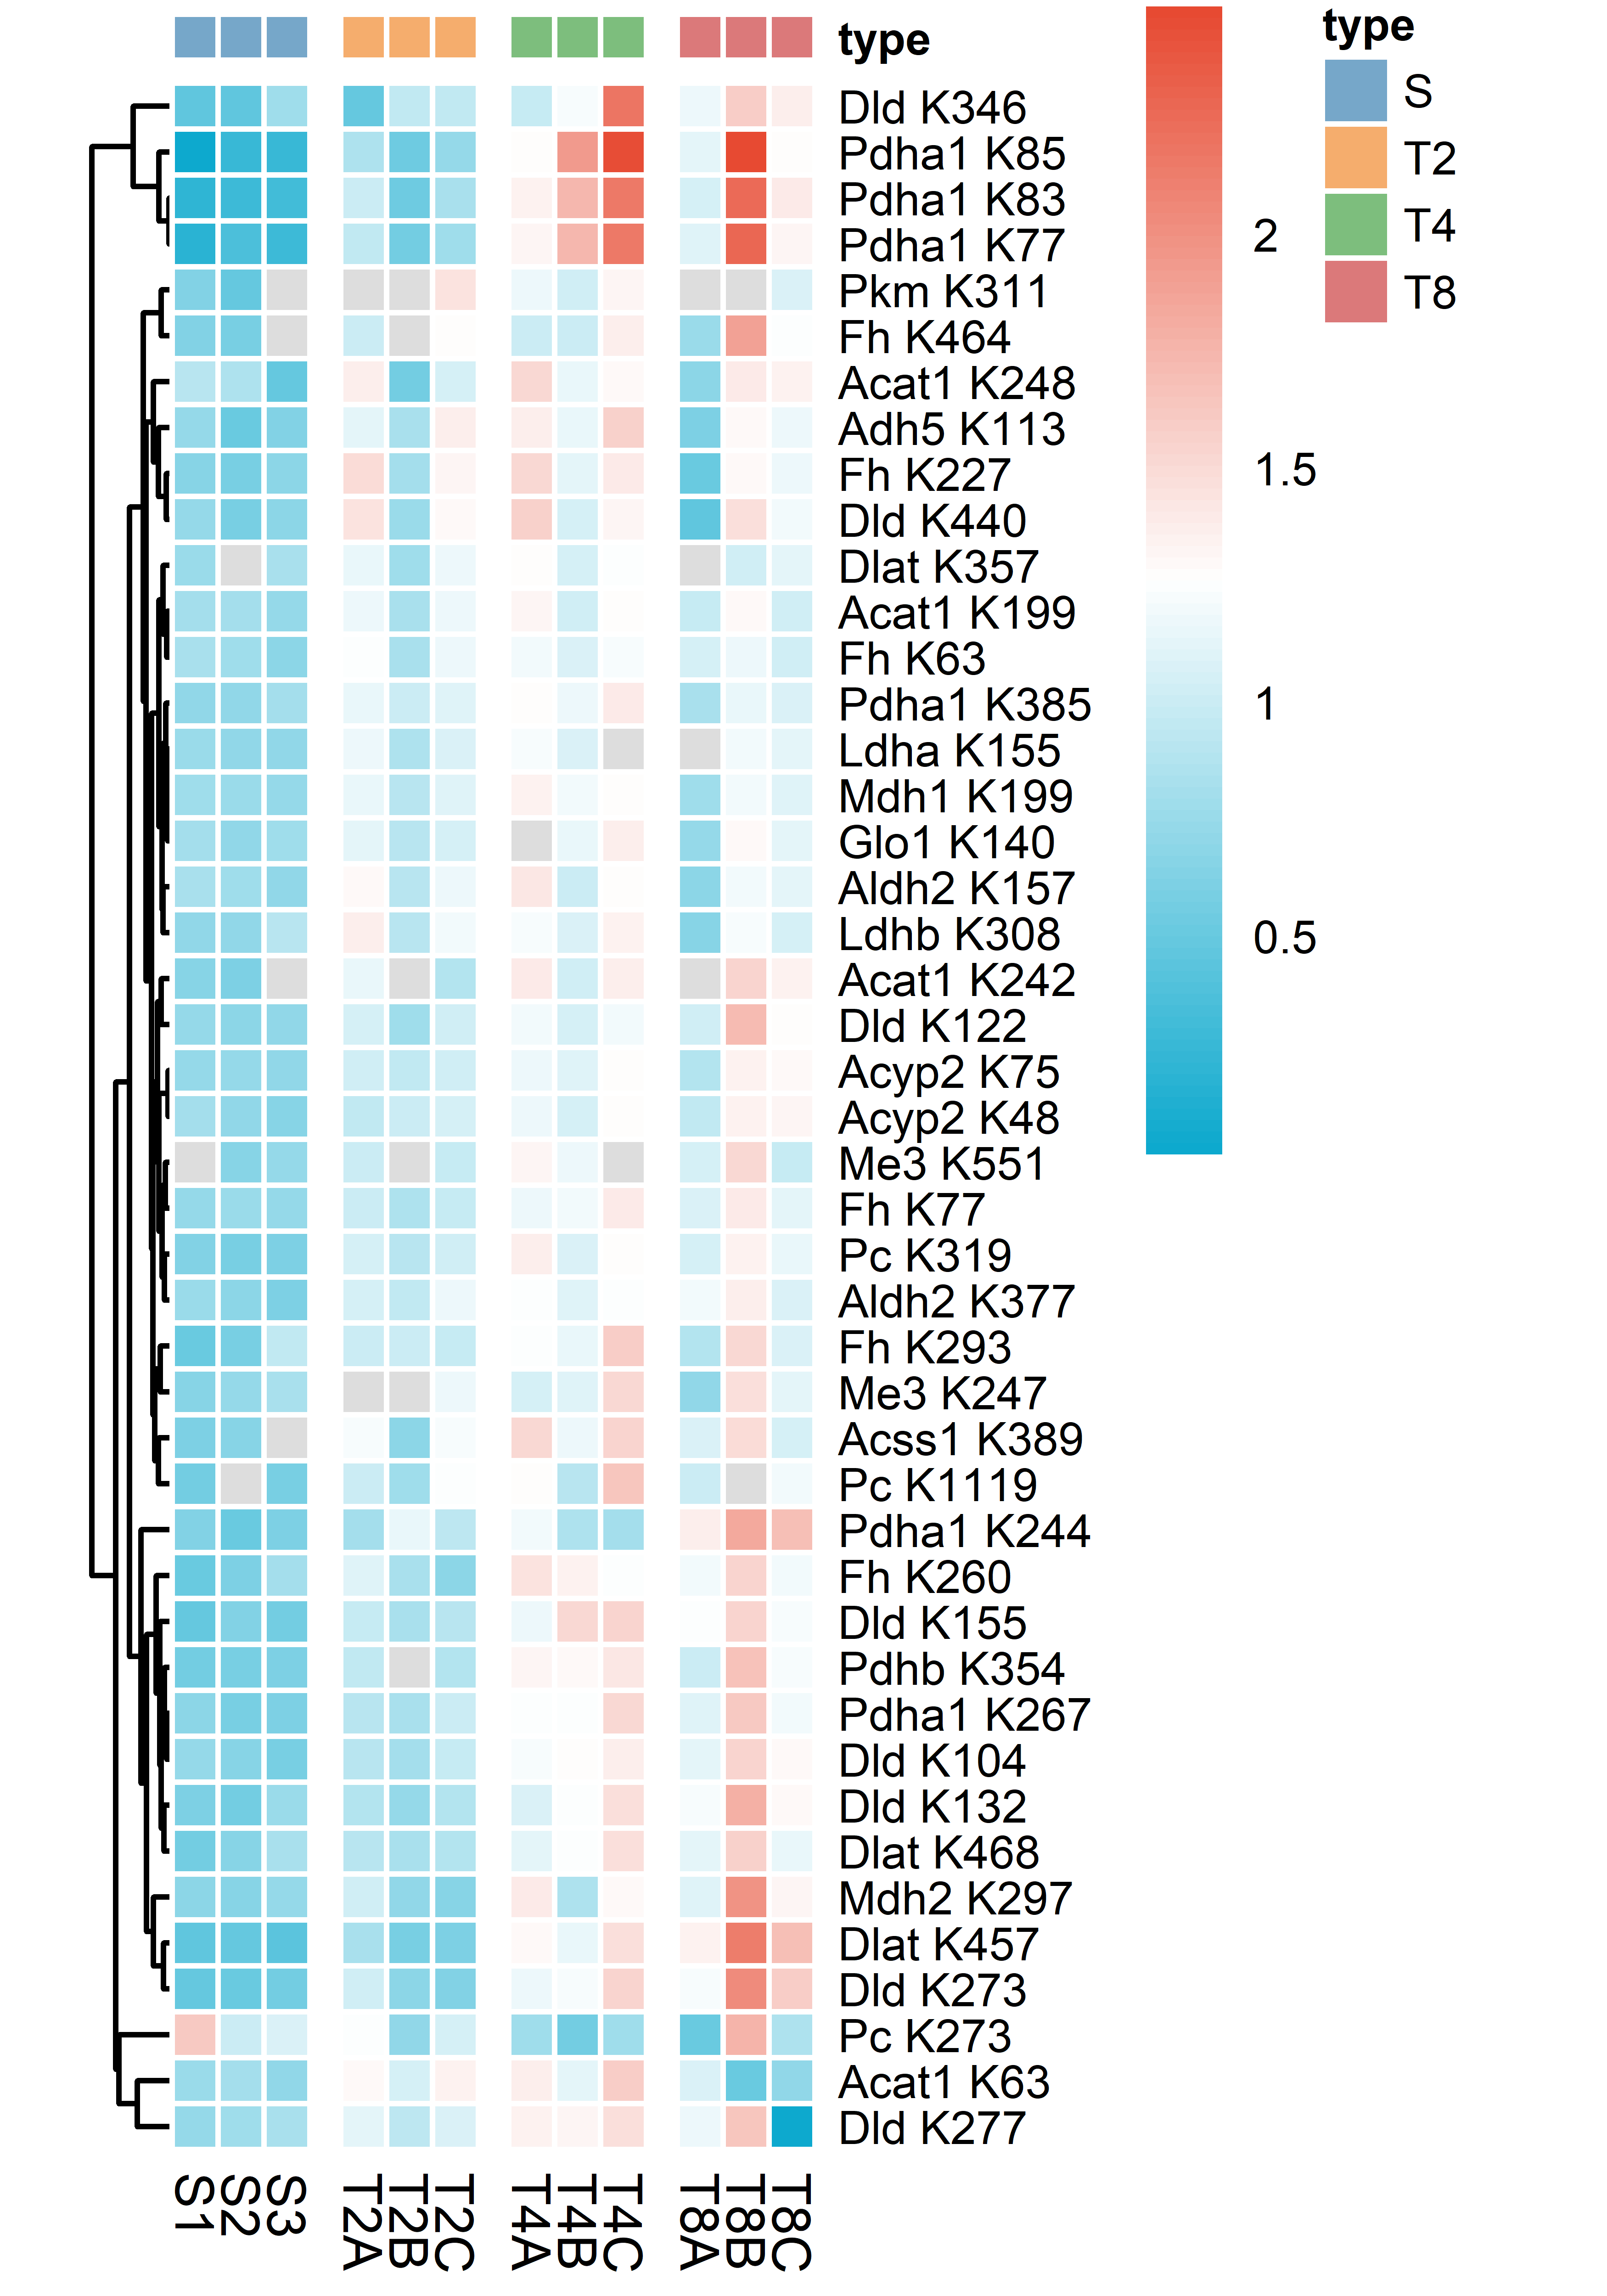 type
Dld K346
Pdha1 K85
Pdha1 K83
Pdha1 K77
Pkm K311
Fh K464
Acat1 K248
Adh5 K113
Fh K227
Dld K440
Dlat K357
Acat1 K199
Fh K63
Pdha1 K385
Ldha K155
Mdh1 K199
Glo1 K140
Aldh2 K157
Ldhb K308
Acat1 K242
Dld K122
Acyp2 K75
Acyp2 K48
Me3 K551
Fh K77
Pc K319
Aldh2 K377
Fh K293
Me3 K247
Acss1 K389
Pc K1119
Pdha1 K244
Fh K260
Dld K155
Pdhb K354
Pdha1 K267
Dld K104
Dld K132
Dlat K468
Mdh2 K297
Dlat K457
Dld K273
Pc K273
Acat1 K63
Dld K277
S1
S2
S3
T2A
T2B
T2C
T4A
T4B
T4C
T8A
T8B
T8C
2
1.5
1
0.5
type
S
T2
T4
T8